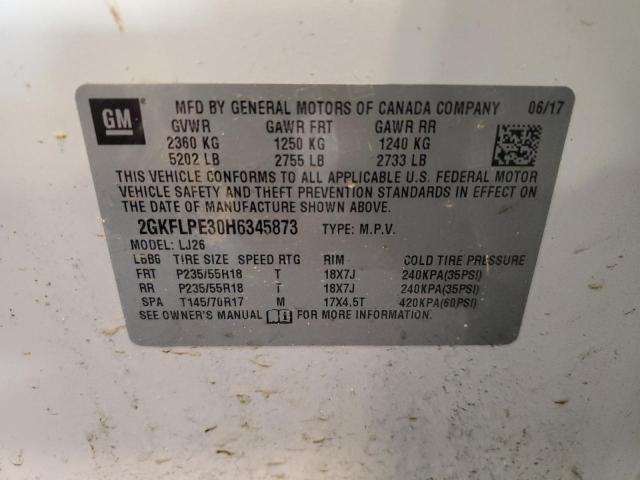 GM MFD BY GENERAL MOTORS OF CANADA COMPANY 06/17
GVWR GAWR FRT GAWR RR
2360 KG 1250 KG 1240 KG
5202 LB 2755 LB 2733 LB
THIS VEHICLE CONFORMS TO ALL APPLICABLE U.S. FEDERAL MOTOR
VEHICLE SAFETY AND THEFT PREVENTION STANDARDS IN EFFECT ON
THE DATE OF MANUFACTURE SHOWN ABOVE.
2GKFLPE30H6345873 TYPE: M.P.V.
MODEL: LJ26
TIRE SIZE SPEED RTG RIM COLD TIRE PRESSURE
FRT P235/55R18 T 18X7J 240KPA(35PSI)
RR P235/55R18 T 18X7J 240KPA(35PSI)
SPA T145/70R17 M 17X4.5T 420KPA(60PSI)
SEE OWNER'S MANUAL FOR MORE INFORMATION.